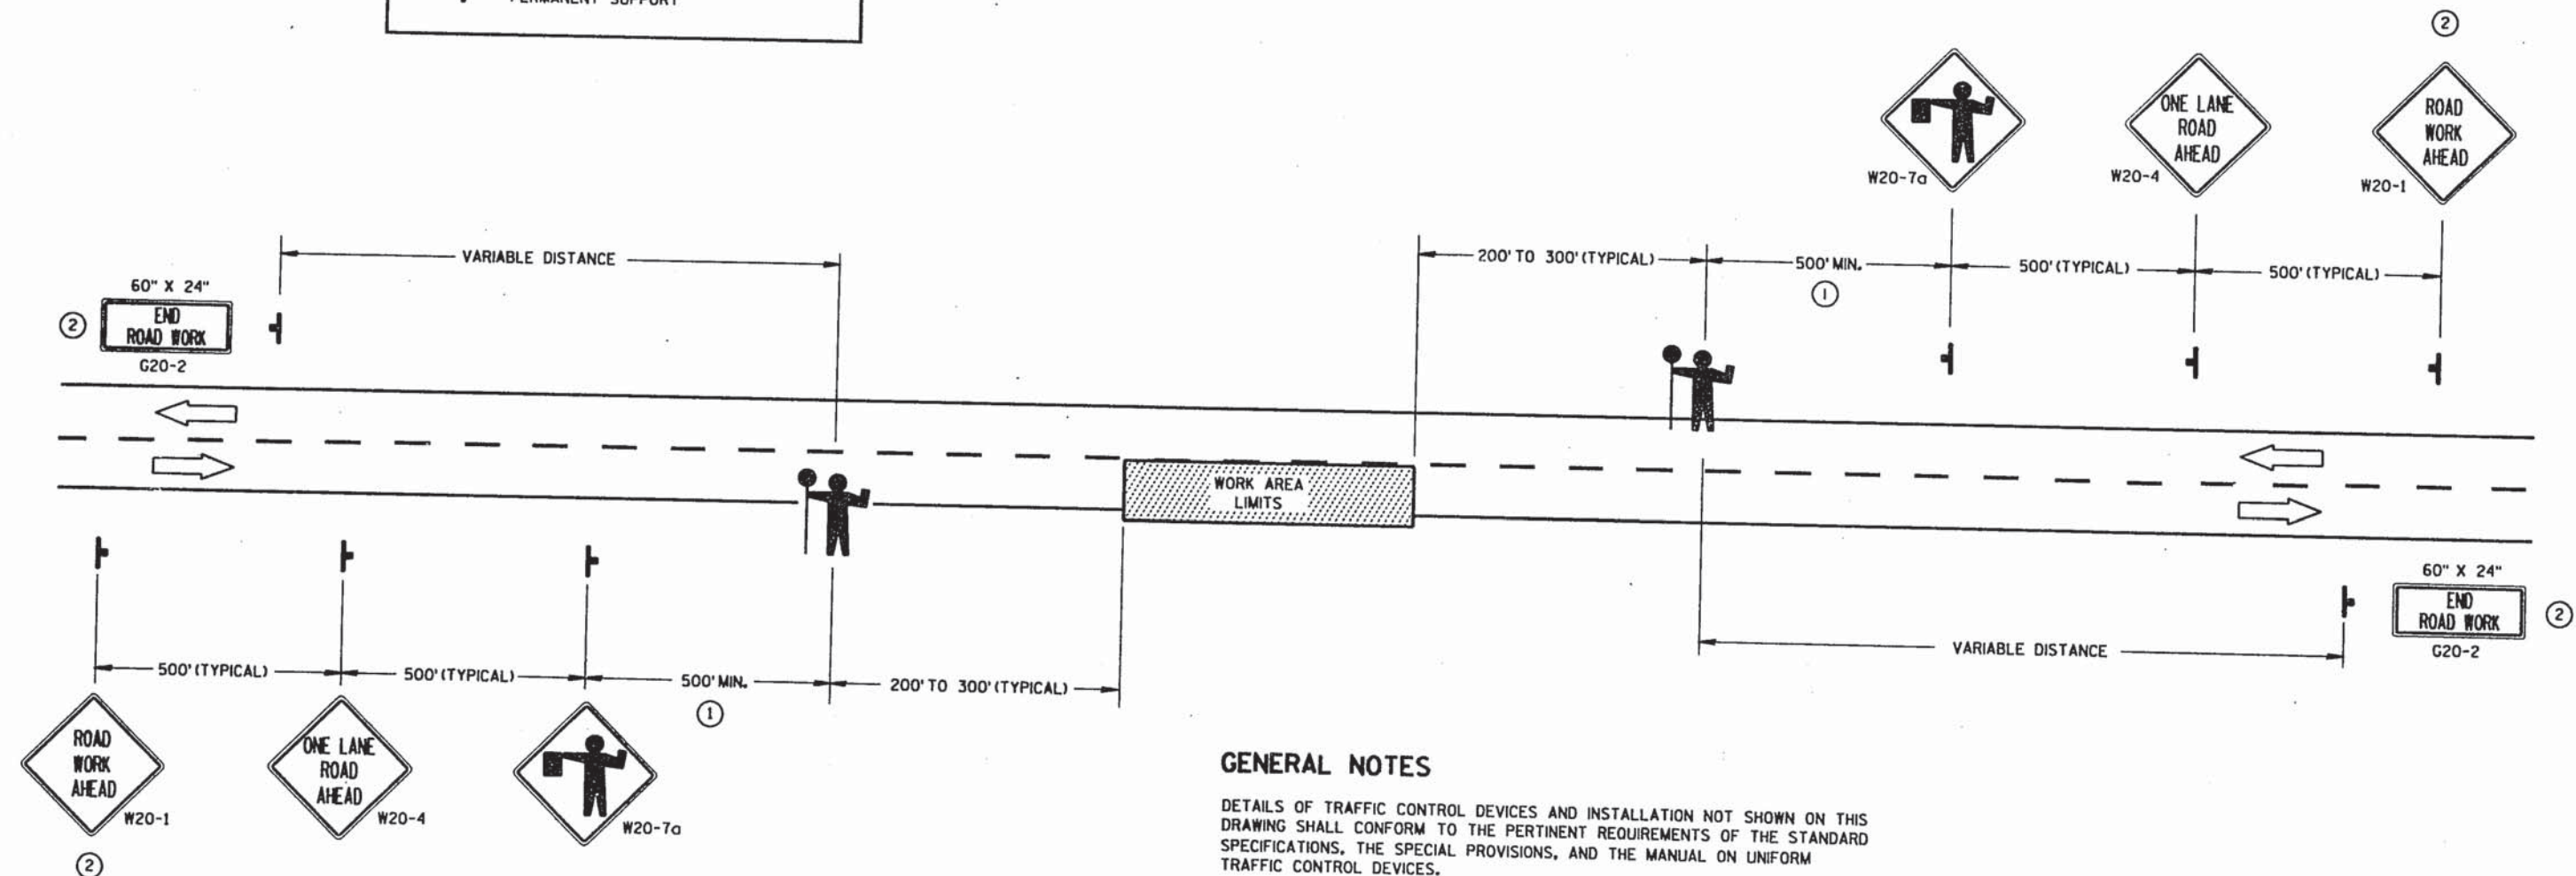 PERMANENT SUPPORT
②
ONE LANE
ROAD
AHEAD
ROAD
WORK
AHEAD
W20-7a
W20-4
W20-1
VARIABLE DISTANCE
200' TO 300' (TYPICAL)
500' MIN.
500' (TYPICAL)
500' (TYPICAL)
①
60" X 24"
②
END
ROAD WORK
G20-2
WORK AREA
LIMITS
60" X 24"
END
ROAD WORK
②
G20-2
VARIABLE DISTANCE
500' (TYPICAL)
500' (TYPICAL)
500' MIN.
200' TO 300' (TYPICAL)
①
ROAD
WORK
AHEAD
W20-1
②
ONE LANE
ROAD
AHEAD
W20-4
W20-7a
GENERAL NOTES
DETAILS OF TRAFFIC CONTROL DEVICES AND INSTALLATION NOT SHOWN ON THIS
DRAWING SHALL CONFORM TO THE PERTINENT REQUIREMENTS OF THE STANDARD
SPECIFICATIONS, THE SPECIAL PROVISIONS, AND THE MANUAL ON UNIFORM
TRAFFIC CONTROL DEVICES.